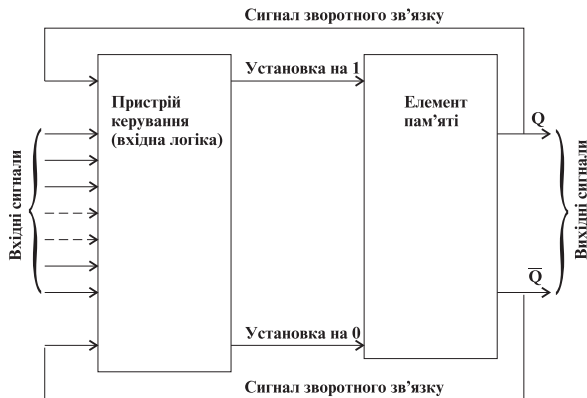 Сигнал зворотного зв’язку
Установка на 1
Пристрій
керування
(вхідна логіка)
Елемент
пам’яті
Q
Вхідні сигнали
Вихідні сигнали
Q̅
Установка на 0
Сигнал зворотного зв’язку